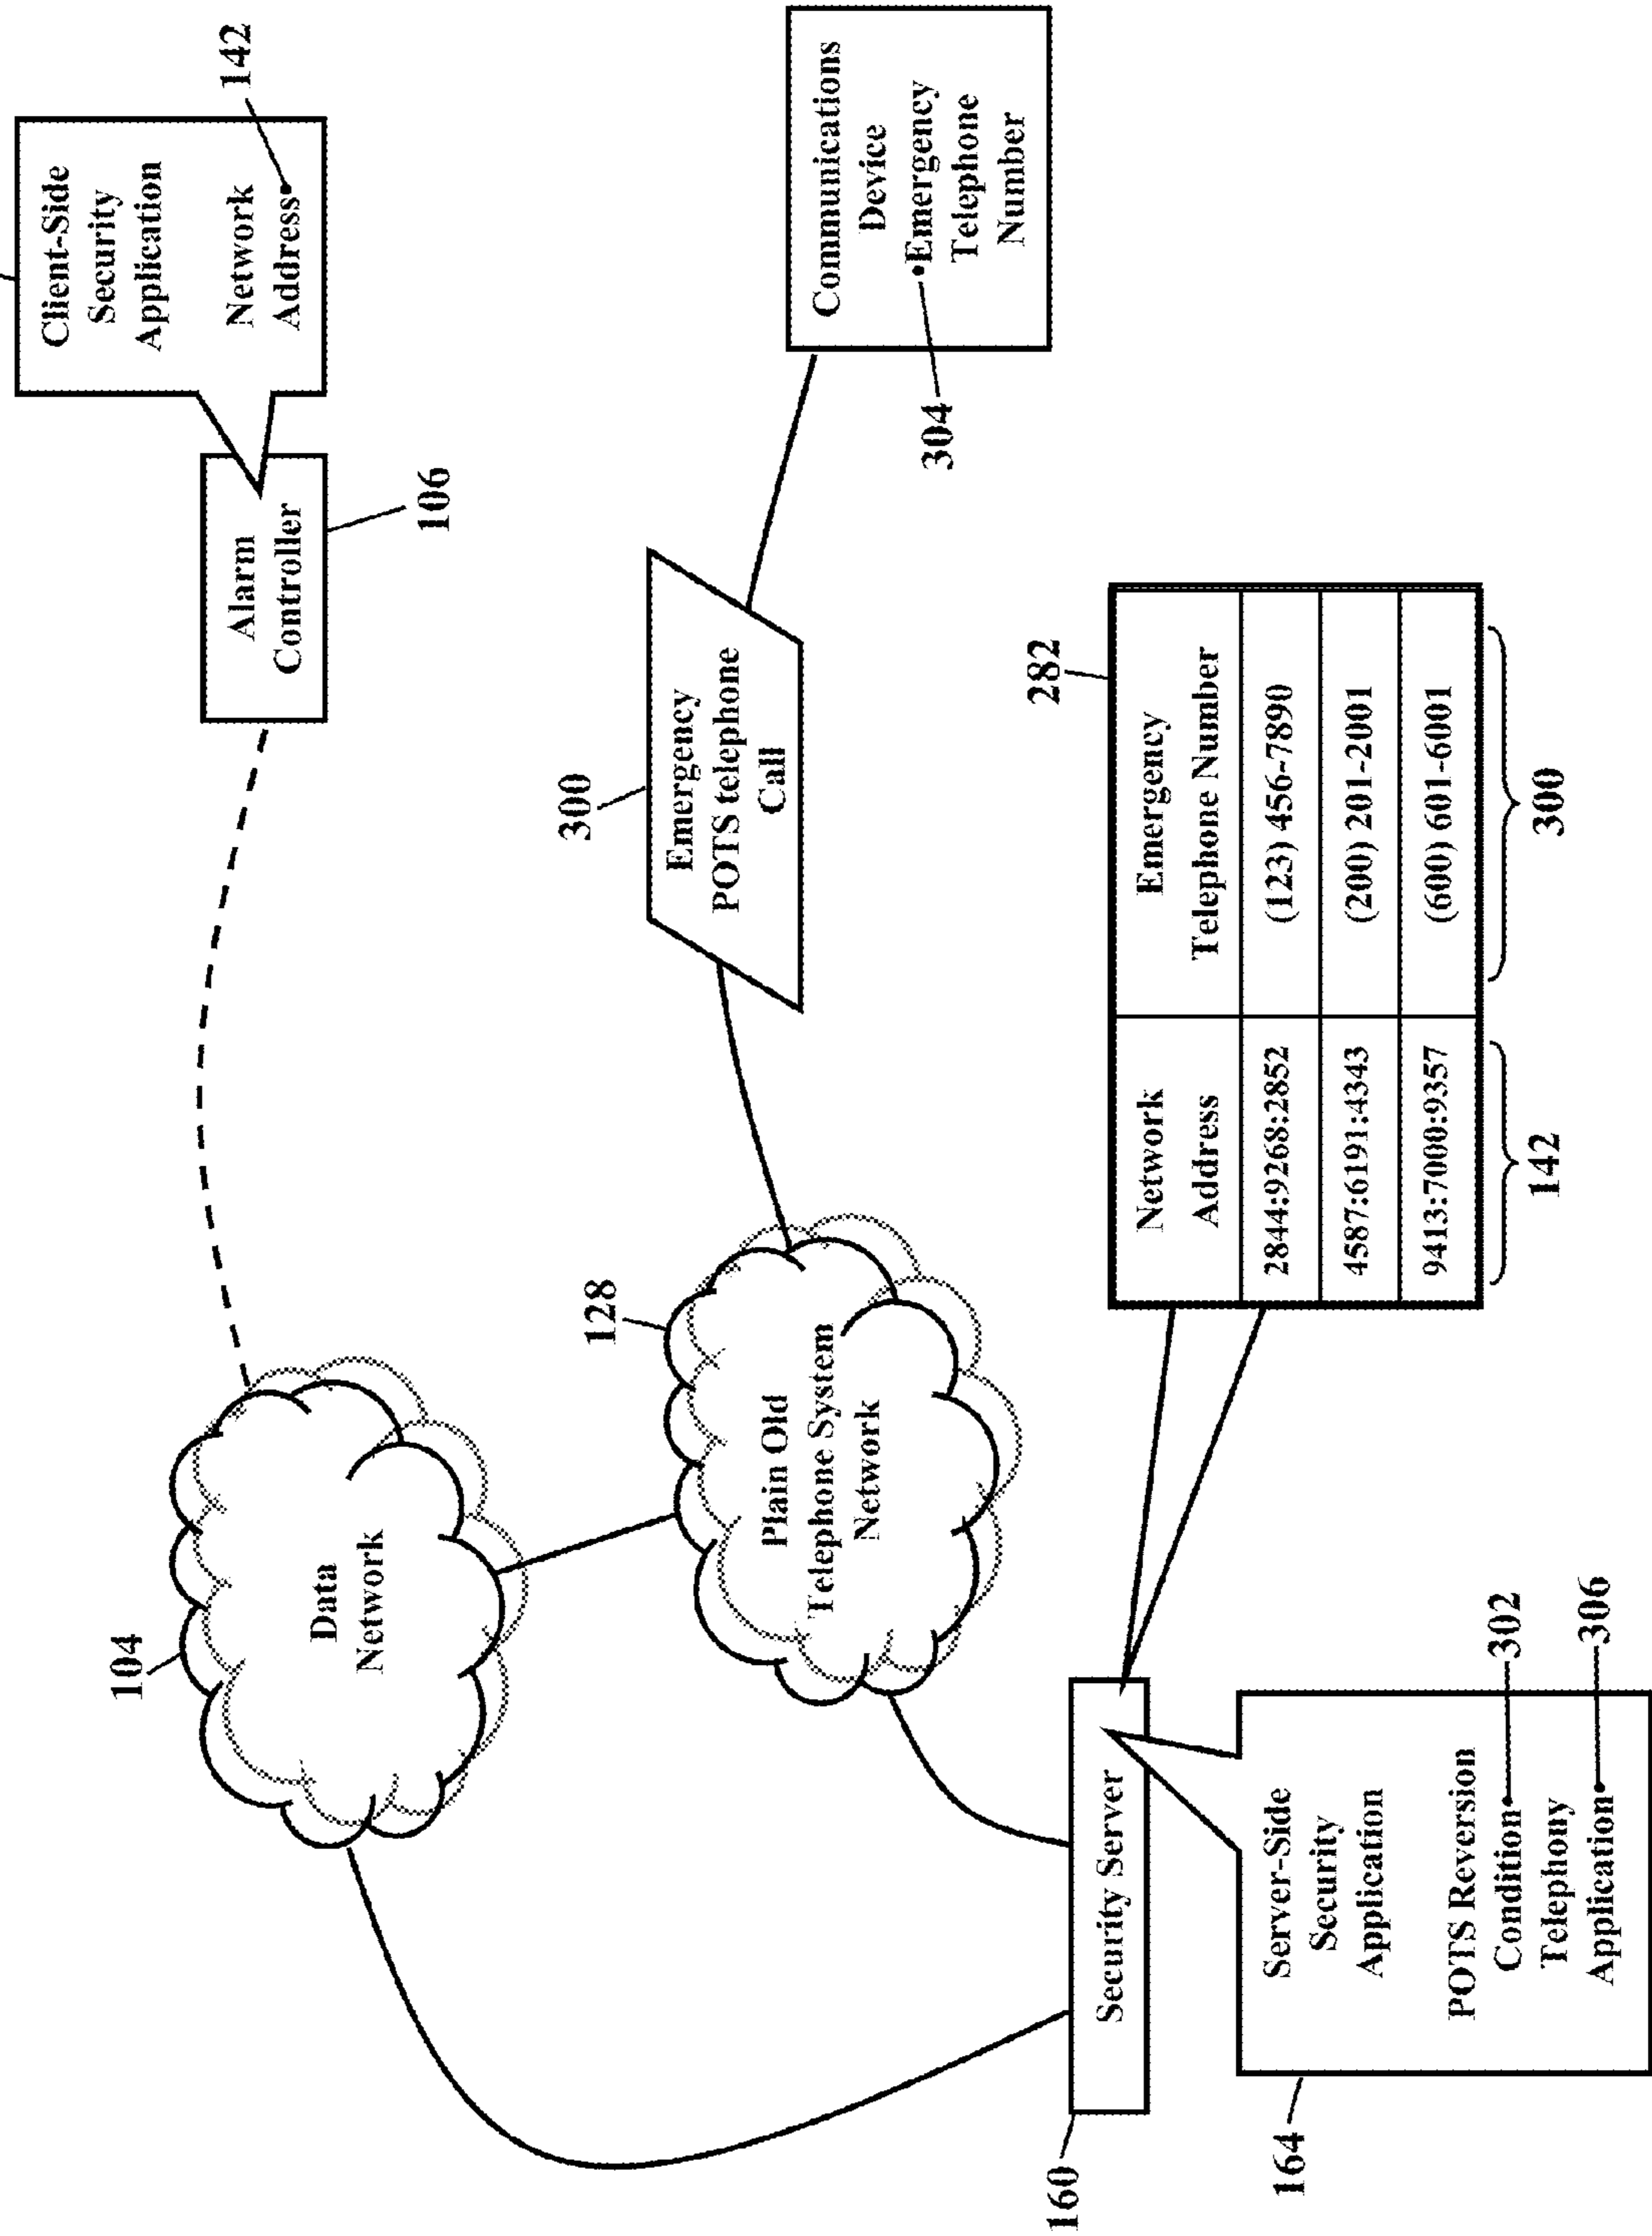 Client-Side
Security
Application
Network
Address
142
Alarm
Controller
106
104
Data
Network
128
Plain Old
Telephone System
Network
300
Emergency
POTS telephone
Call
Communications
Device
Emergency
Telephone
Number
304
160
Security Server
164
Server-Side
Security
Application
POTS Reversion
Condition
302
Telephony
Application
306
282
Network
Address
Emergency
Telephone Number
2844:9268:2852
(123) 456-7890
4587:6191:4343
(200) 201-2001
9413:7000:9357
(600) 601-6001
142
300